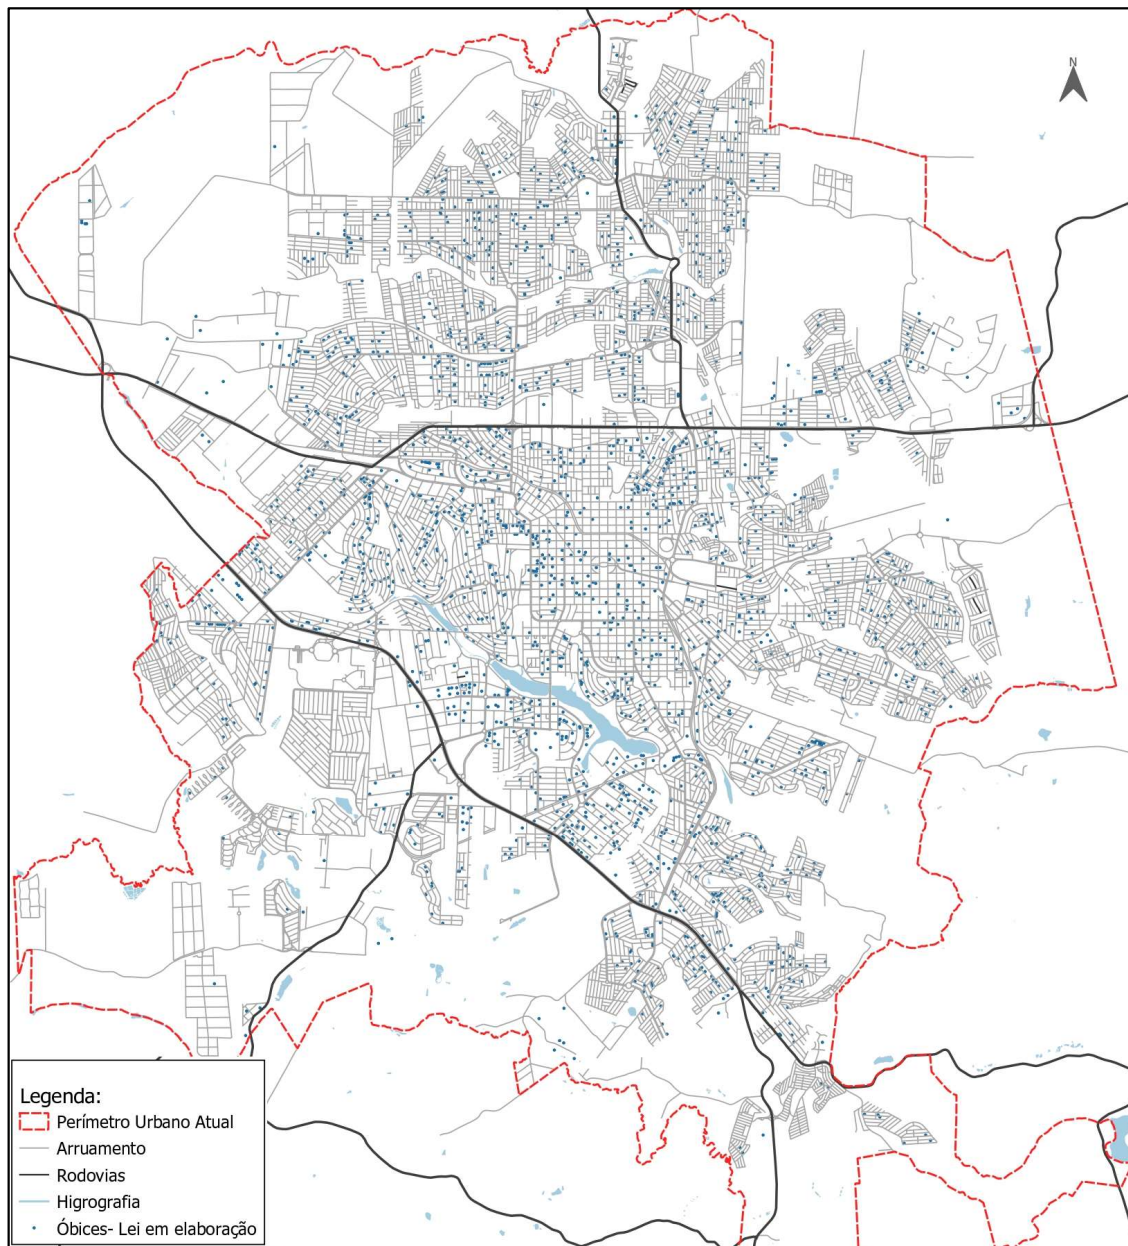 N
Legenda:
Perímetro Urbano Atual
Arruamento
Rodovias
Higrografia
Óbices- Lei em elaboração